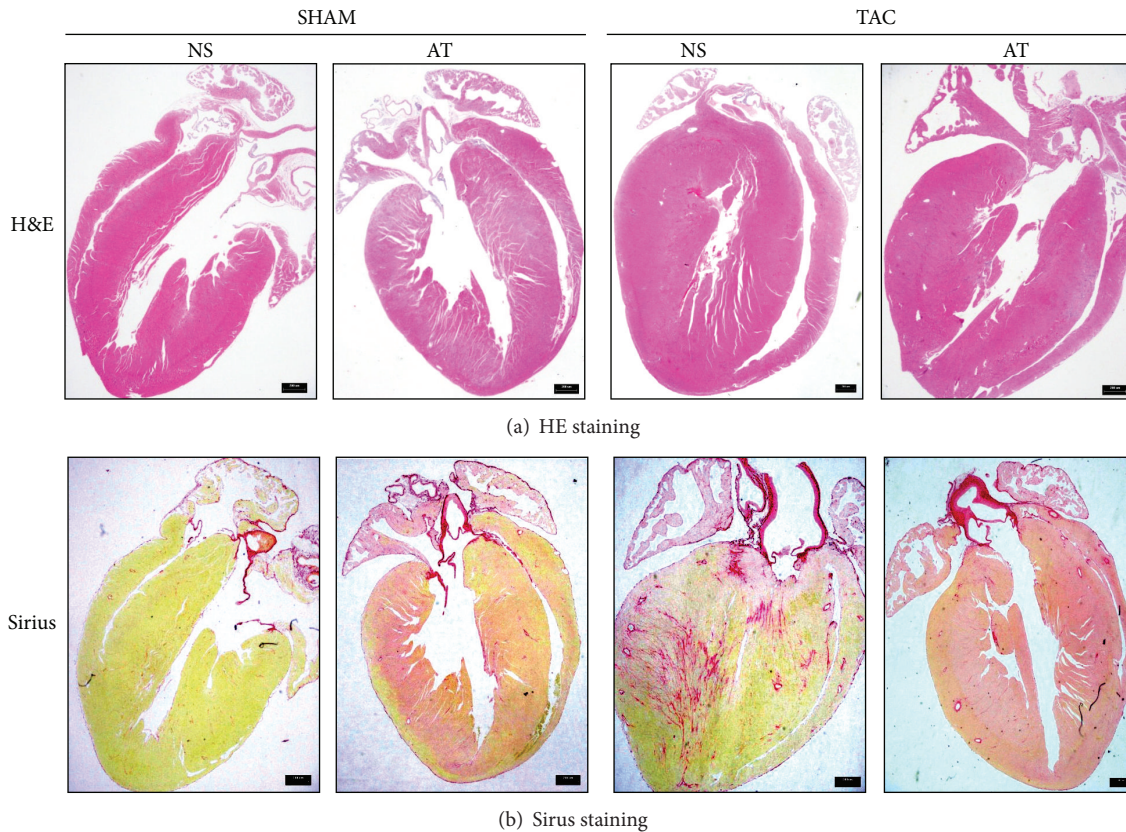 SHAM TAC
NS AT NS AT
H&E
(a) HE staining
Sirius
(b) Sirus staining